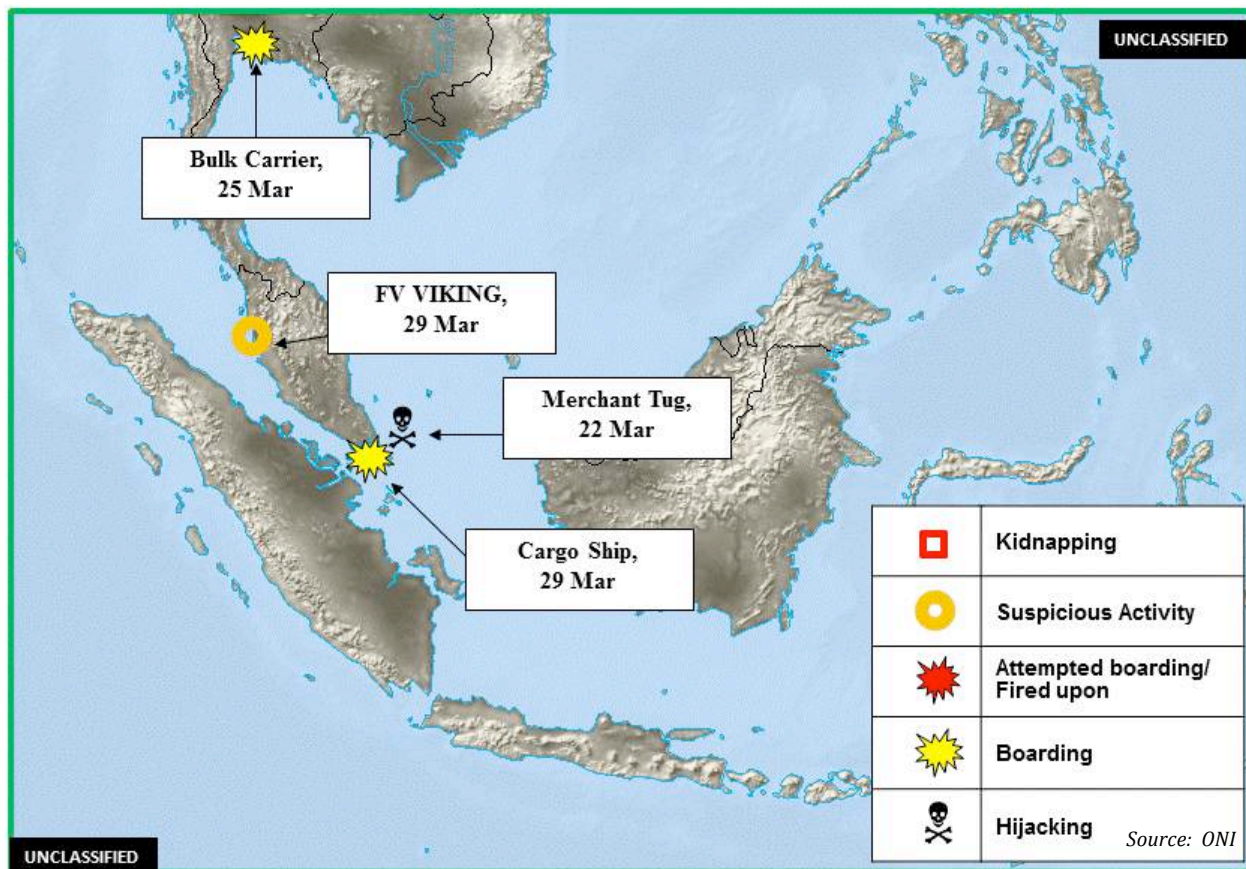 UNCLASSIFIED
Bulk Carrier,
25 Mar
FV VIKING,
29 Mar
Merchant Tug,
22 Mar
Cargo Ship,
29 Mar
Kidnapping
Suspicious Activity
Attempted boarding/
Fired upon
Boarding
Hijacking
Source: ONI
UNCLASSIFIED